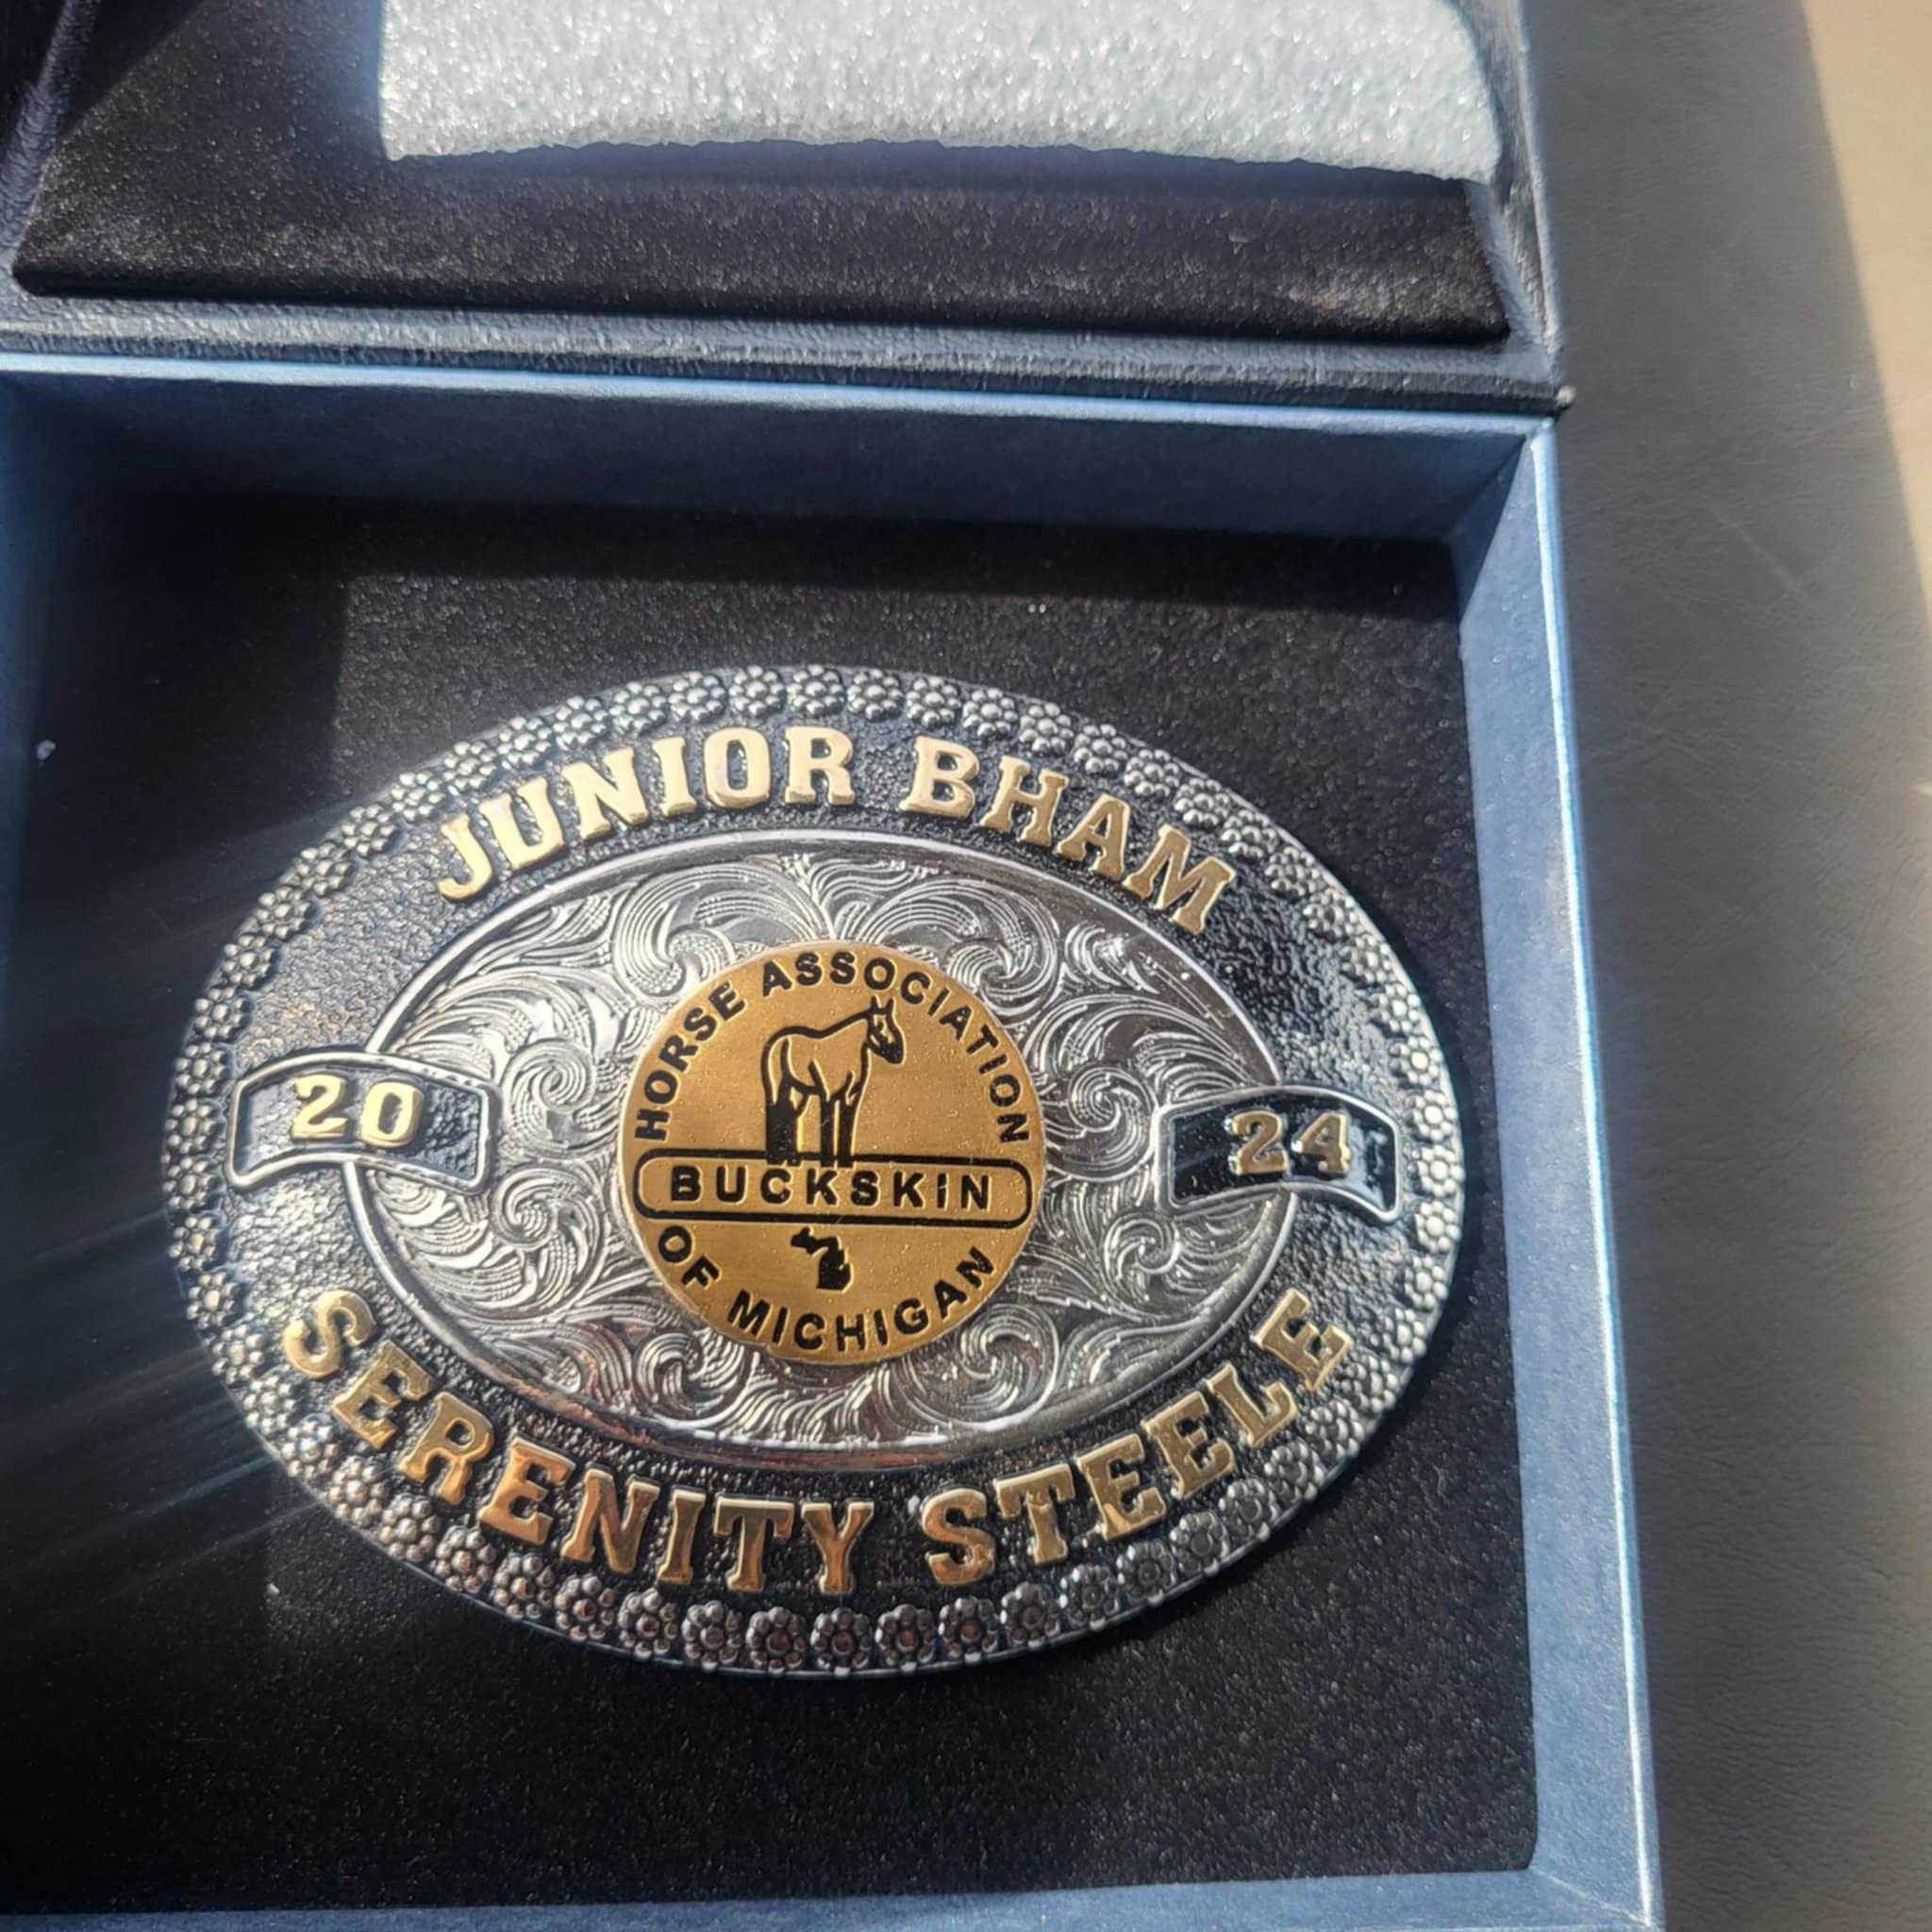 JUNIOR BHAM
HORSE ASSOCIATION
20
24
BUCKSKIN
OF MICHIGAN
SERENITY STEELE